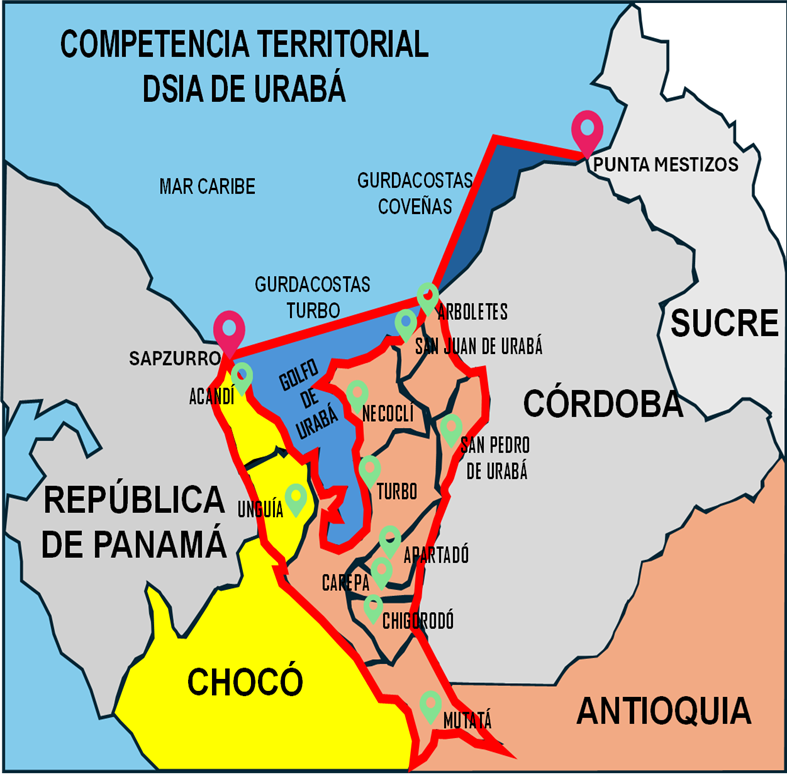 COMPETENCIA TERRITORIAL
DSIA DE URABÁ
MAR CARIBE
GURDACOSTAS
COVEÑAS
PUNTA MESTIZOS
GURDACOSTAS
TURBO
ARBOLETES
SUCRE
SAN JUAN DE URABÁ
SAPZURRO
ACANDÍ
GOLFO
DE
URABÁ
NECOCLÍ
CÓRDOBA
SAN PEDRO
DE URABÁ
REPÚBLICA
DE PANAMÁ
UNGUÍA
TURBO
APARTADÓ
CAREPA
CHIGORODÓ
CHOCÓ
MUTATÁ
ANTIOQUIA